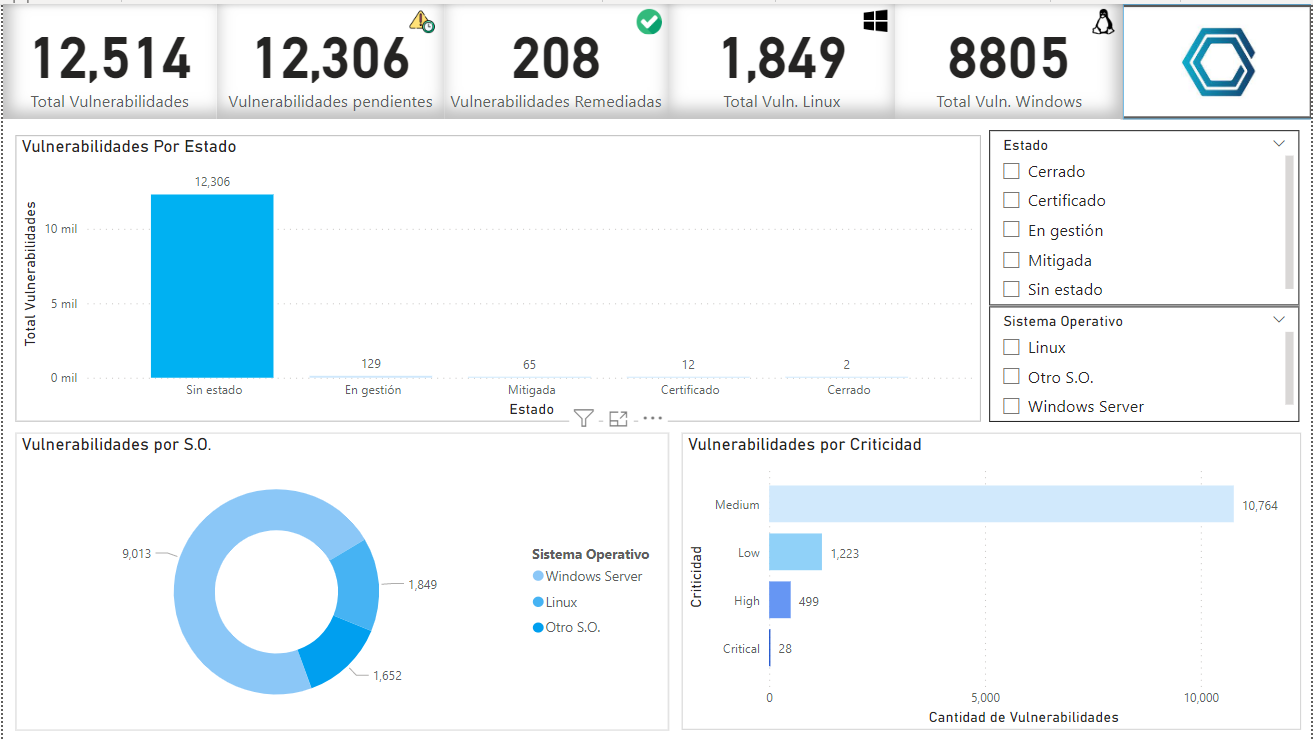 12,514
Total Vulnerabilidades
12,306
Vulnerabilidades pendientes
208
Vulnerabilidades Remediadas
1,849
Total Vuln. Linux
8805
Total Vuln. Windows
Vulnerabilidades Por Estado
Total Vulnerabilidades
10 mil
5 mil
0 mil
12,306
129
65
12
2
Sin estado
En gestión
Mitigada
Certificado
Cerrado
Estado
Estado
Cerrado
Certificado
En gestión
Mitigada
Sin estado
Sistema Operativo
Linux
Otro S.O.
Windows Server
Vulnerabilidades por S.O.
9,013
1,849
1,652
Sistema Operativo
Windows Server
Linux
Otro S.O.
Vulnerabilidades por Criticidad
Criticidad
Medium
10,764
Low
1,223
High
499
Critical
28
0
5,000
10,000
Cantidad de Vulnerabilidades